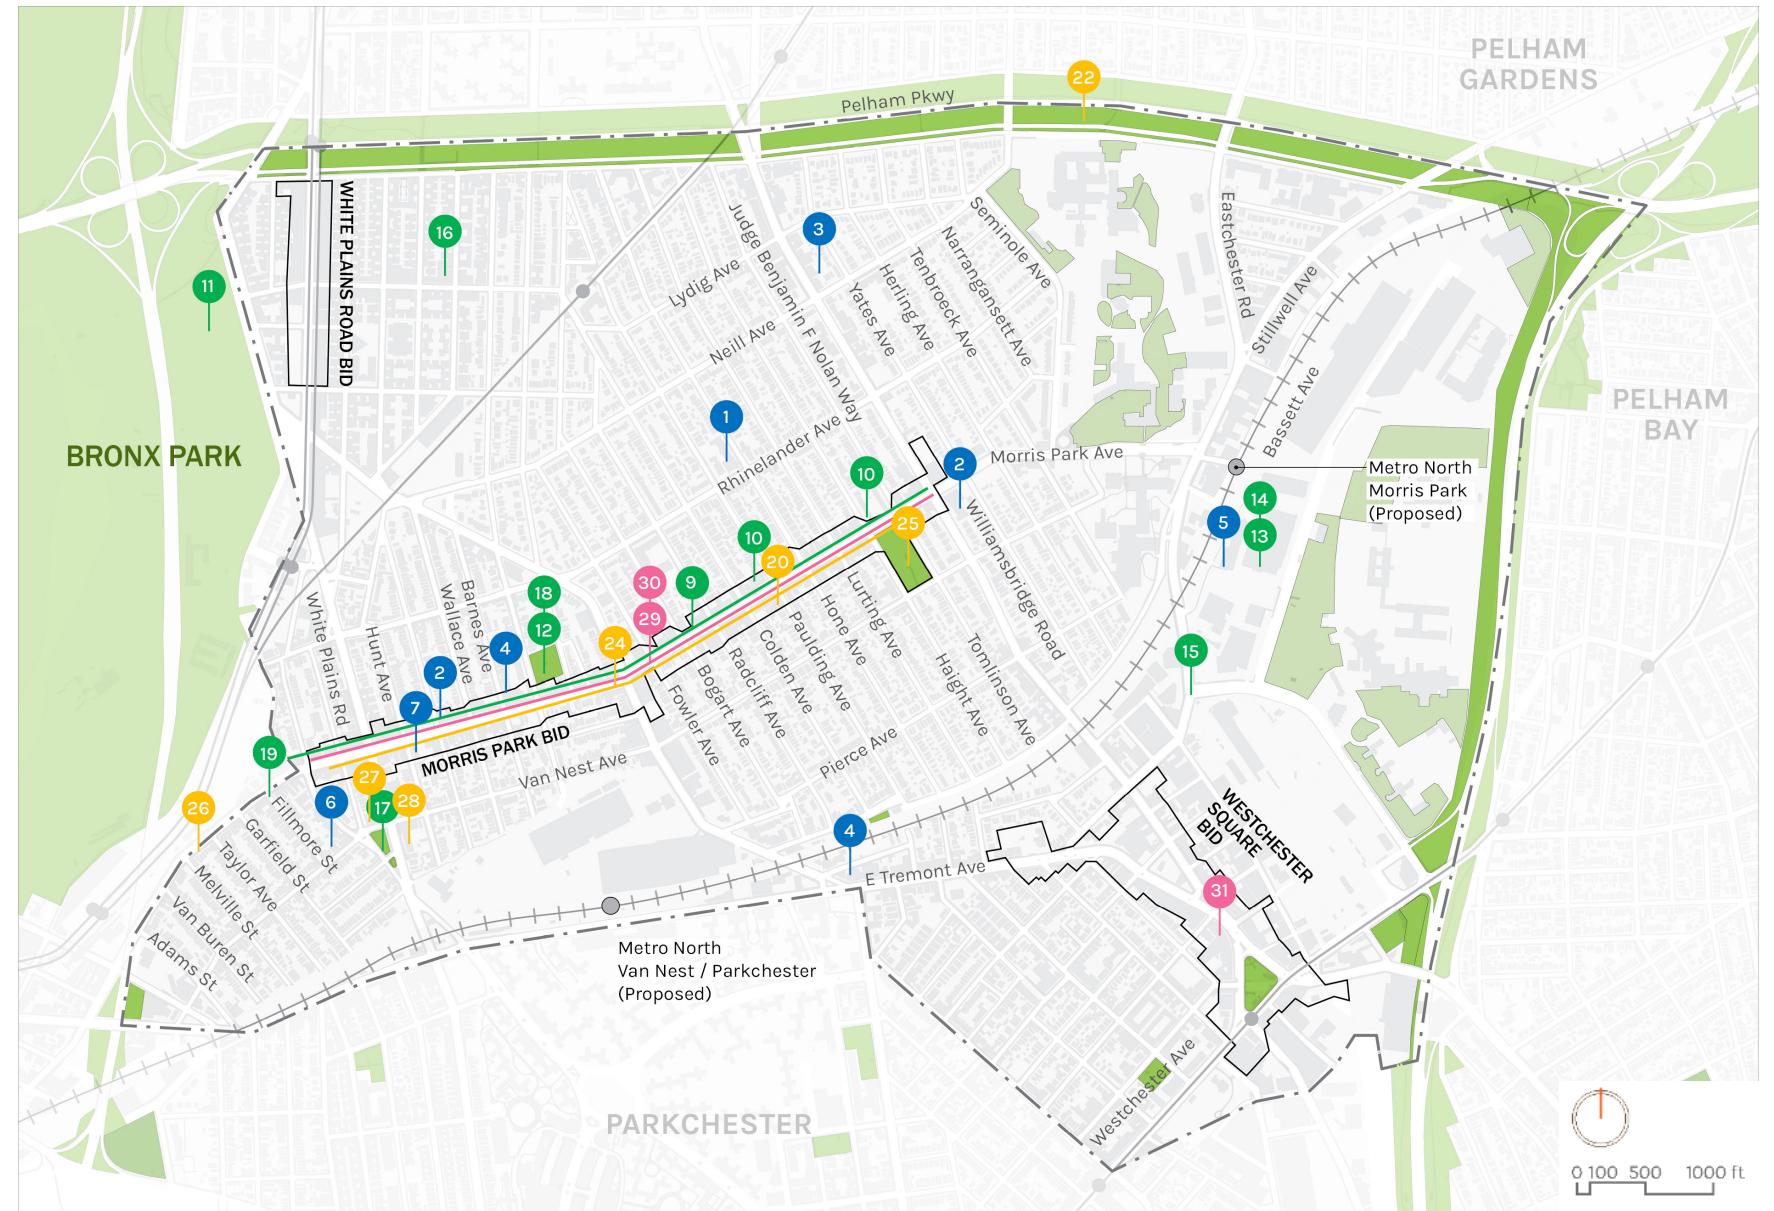 PELHAM
GARDENS
22
Pelham Pkwy
WHITE PLAINS ROAD BID
16
11
3
Judge Benjamin F Nolan Way
Lydig Ave
Neill Ave
Yates Ave
Herling Ave
Tenbroeck Ave
Narrangansett Ave
Seminole Ave
Eastchester Rd
Stillwell Ave
Bassett Ave
PELHAM
BAY
BRONX PARK
1
Rhinelander Ave
10
2
Morris Park Ave
Metro North
Morris Park
(Proposed)
14
5
13
25
10
20
Williamsbridge Road
30
9
18
29
12
24
4
2
7
Barnes Ave
Wallace Ave
Hunt Ave
White Plains Rd
Lurting Ave
Hone Ave
Paulding Ave
Colden Ave
Radcliff Ave
Bogart Ave
Fowler Ave
Tomlinson Ave
Haight Ave
Pierce Ave
15
19
MORRIS PARK BID
Van Nest Ave
27
26
6
17
28
4
Fillmore St
Garfield St
Taylor Ave
Melville St
Van Buren St
Adams St
E Tremont Ave
WESTCHESTER
SQUARE
BID
31
Metro North
Van Nest / Parkchester
(Proposed)
Westchester Ave
PARKCHESTER
0 100 500 1000 ft